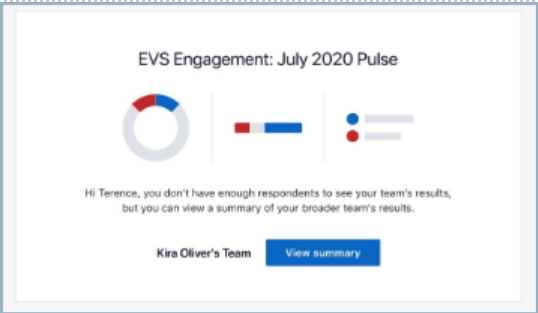 EVS Engagement: July 2020 Pulse
Hi Terence, you don't have enough respondents to see your team's results,
but you can view a summary of your broader team's results.
Kira Oliver's Team View summary